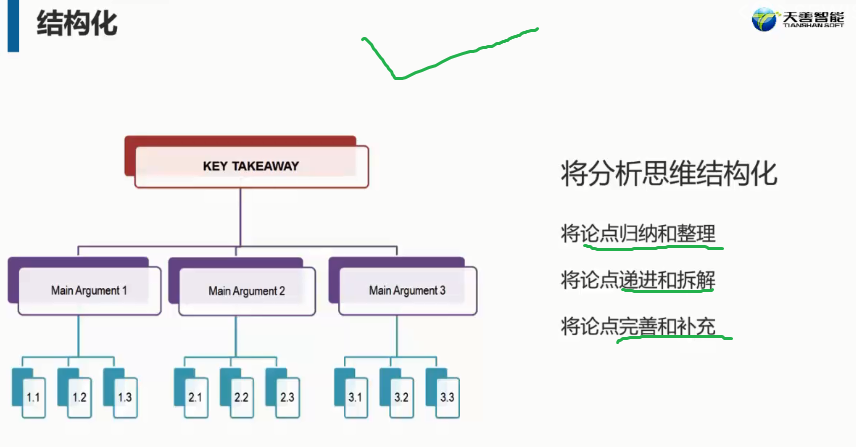 结构化
天善智能
TIANSHAN SOFT
KEY TAKEAWAY
Main Argument 1
Main Argument 2
Main Argument 3
1.1
1.2
1.3
2.1
2.2
2.3
3.1
3.2
3.3
将分析思维结构化
将论点归纳和整理
将论点递进和拆解
将论点完善和补充